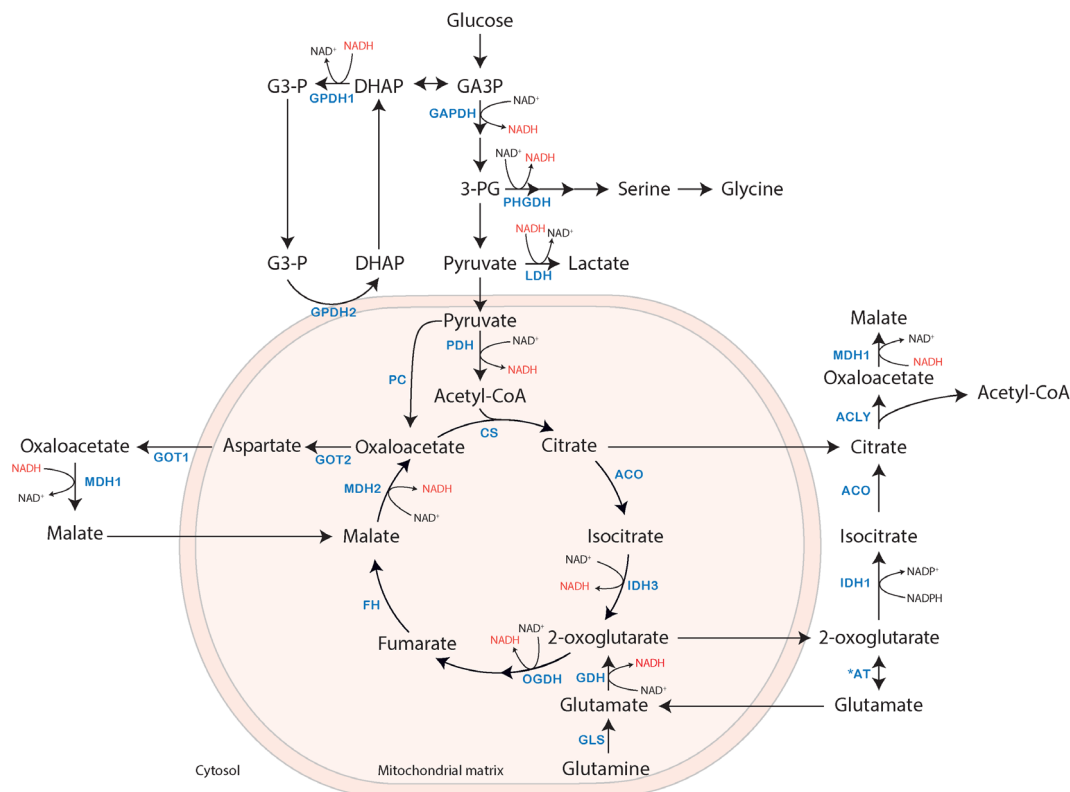 Glucose
NAD⁺
NADH
G3-P
DHAP
GA3P
GPDH1
GAPDH
NAD⁺
NADH
NAD⁺
NADH
3-PG
Serine
Glycine
PHGDH
NADH
NAD⁺
G3-P
DHAP
Pyruvate
Lactate
LDH
GPDH2
Pyruvate
Malate
PDH
NAD⁺
NADH
MDH1
NAD⁺
NADH
PC
Oxaloacetate
Acetyl-CoA
Acetyl-CoA
ACLY
CS
Oxaloacetate
Aspartate
Oxaloacetate
Citrate
Citrate
GOT1
GOT2
NADH
MDH1
NAD⁺
MDH2
NADH
NAD⁺
ACO
ACO
Malate
Malate
Isocitrate
Isocitrate
NAD⁺
NADH
IDH3
IDH1
NADP⁺
NADPH
FH
Fumarate
NADH
NAD⁺
2-oxoglutarate
2-oxoglutarate
OGDH
GDH
NADH
NAD⁺
*AT
Glutamate
Glutamate
GLS
Cytosol
Mitochondrial matrix
Glutamine